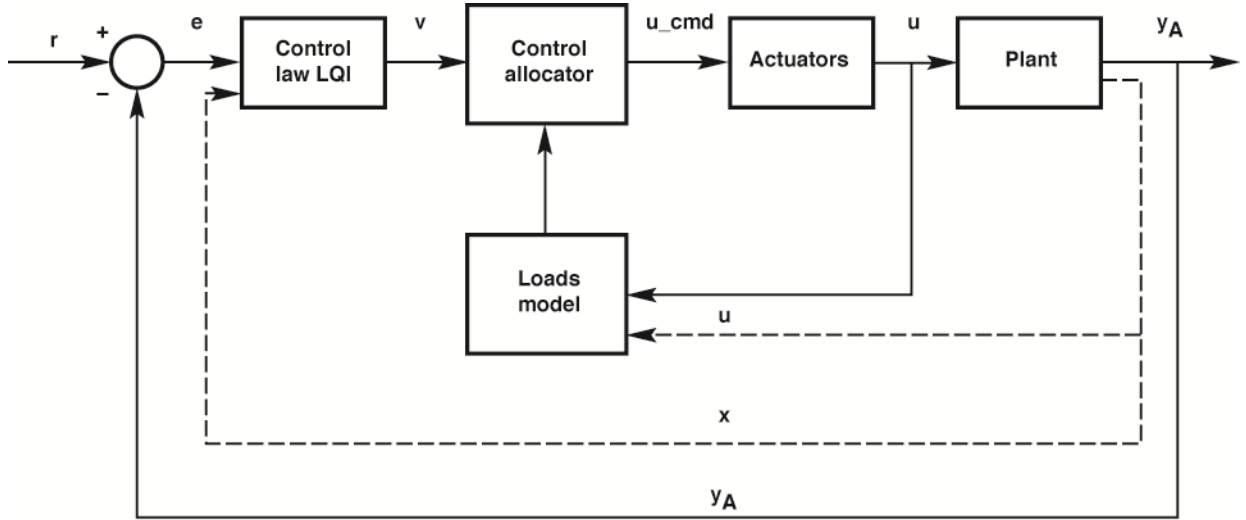 r
+
−
e
Control
law LQI
v
Control
allocator
u_cmd
Actuators
u
Plant
yA
Loads
model
u
x
yA